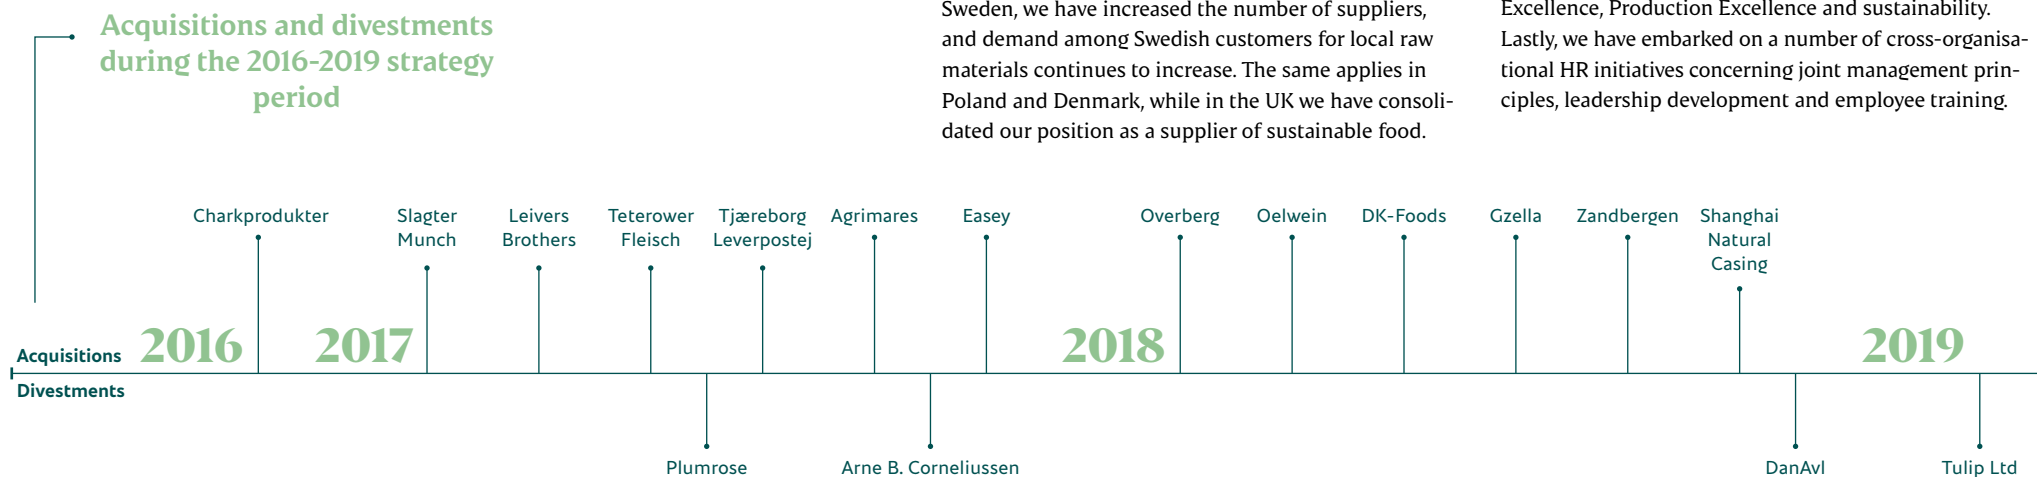 Acquisitions and divestments
during the 2016-2019 strategy
period
Sweden, we have increased the number of suppliers,
and demand among Swedish customers for local raw
materials continues to increase. The same applies in
Poland and Denmark, while in the UK we have consoli-
dated our position as a supplier of sustainable food.
Excellence, Production Excellence and sustainability.
Lastly, we have embarked on a number of cross-organisa-
tional HR initiatives concerning joint management prin-
ciples, leadership development and employee training.
Charkprodukter
Slagter
Munch
Leivers
Brothers
Teterower
Fleisch
Tjæreborg
Leverpostej
Agrimares
Easey
Overberg
Oelwein
DK-Foods
Gzella
Zandbergen
Shanghai
Natural
Casing
Acquisitions
2016
2017
2018
2019
Divestments
Plumrose
Arne B. Corneliussen
DanAvl
Tulip Ltd